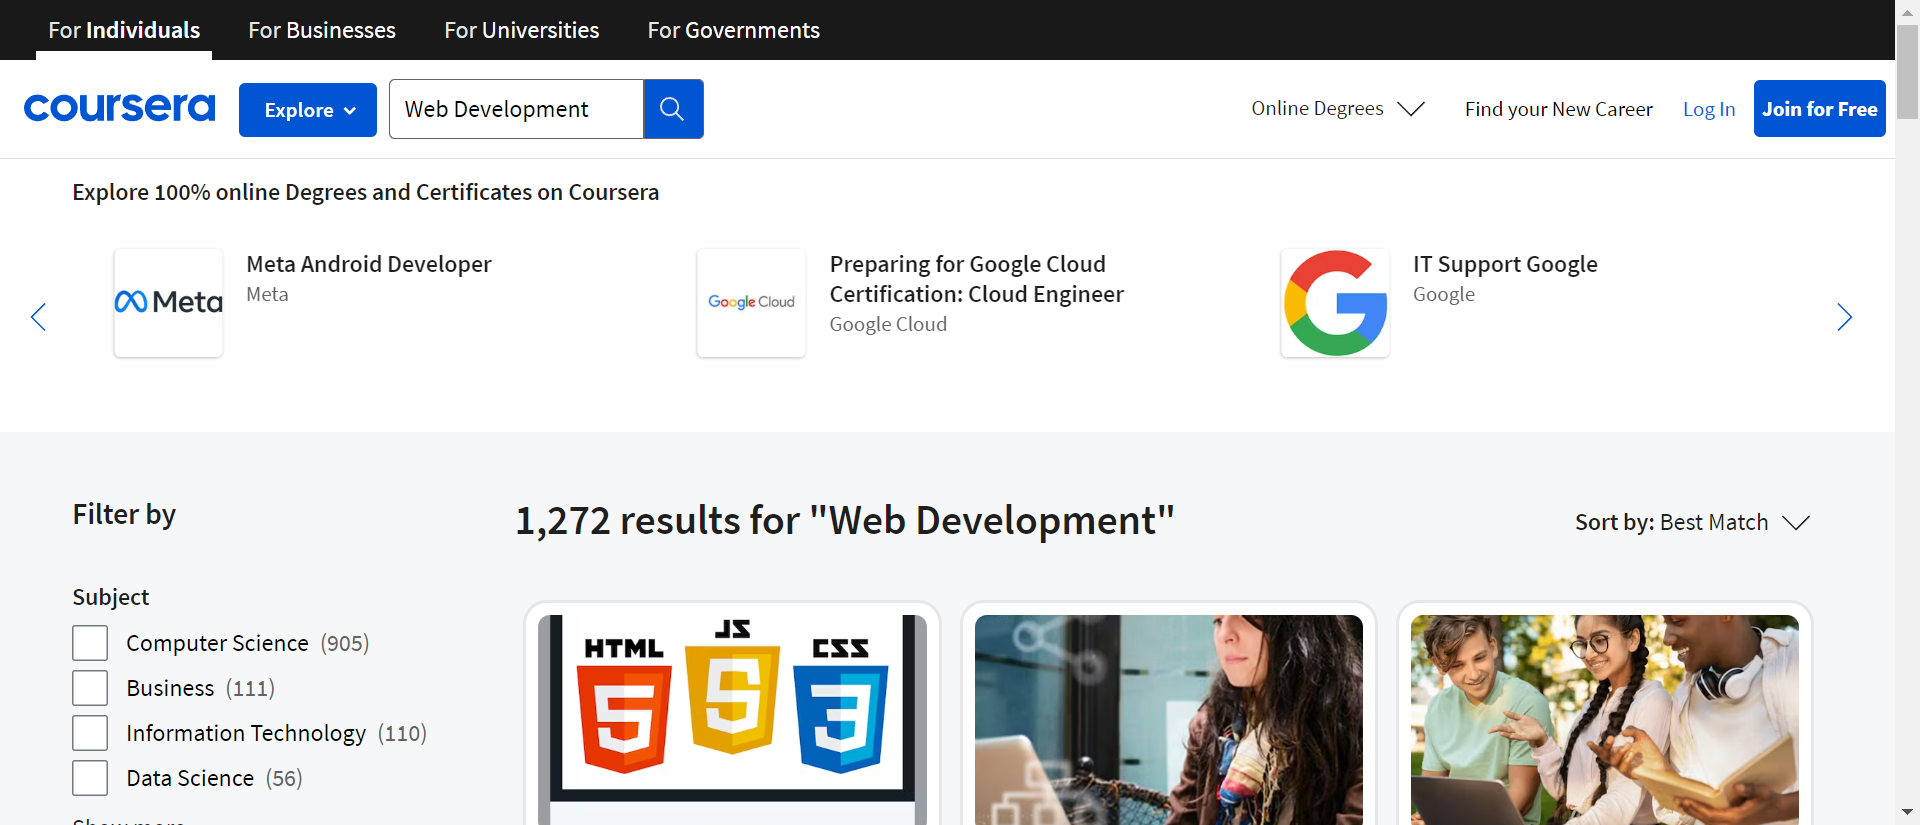 For Individuals For Businesses For Universities For Governments
coursera Explore Web Development Online Degrees Find your New Career Log In Join for Free
Explore 100% online Degrees and Certificates on Coursera
Meta
Meta Android Developer
Meta
Google Cloud
Preparing for Google Cloud
Certification: Cloud Engineer
Google Cloud
G
IT Support Google
Google
Filter by
1,272 results for "Web Development"
Sort by: Best Match
Subject
Computer Science (905)
Business (111)
Information Technology (110)
Data Science (56)
Show more
HTML JS CSS
5 5 3